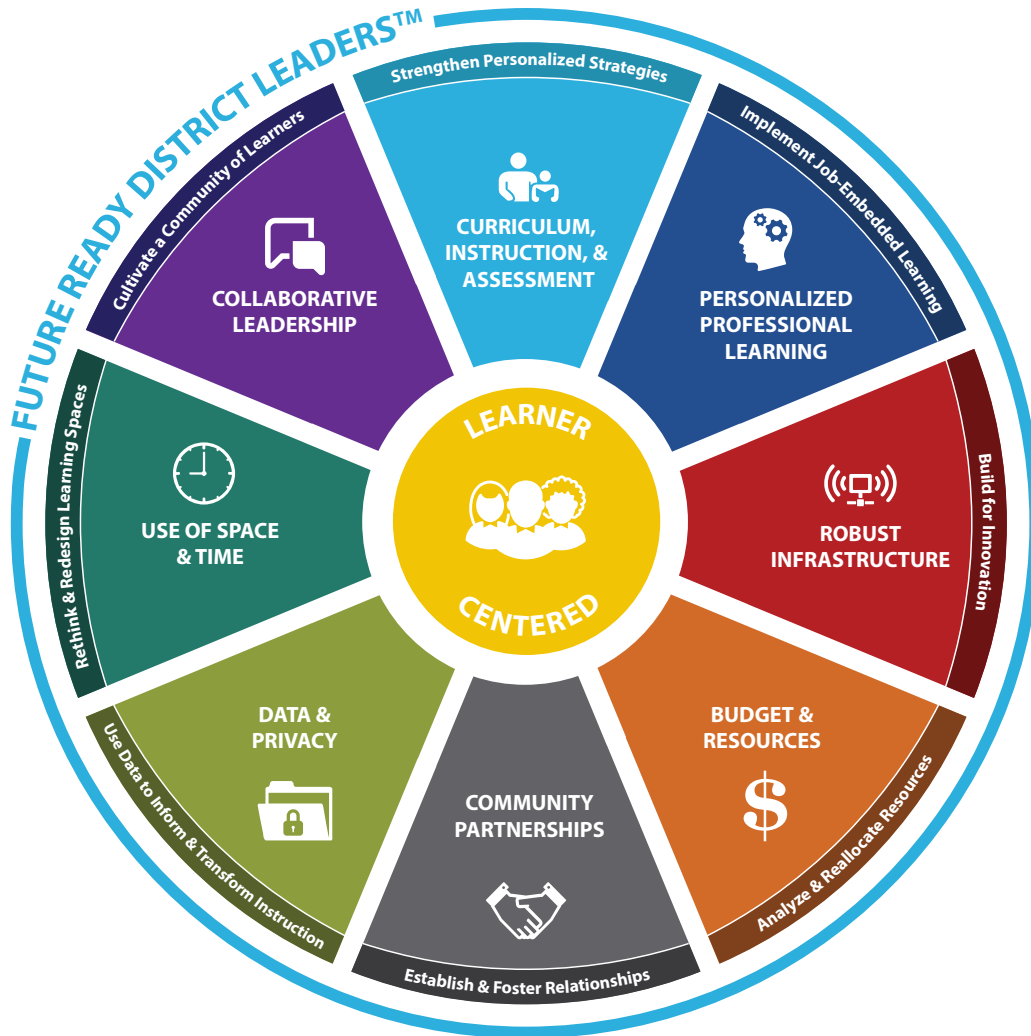 FUTURE READY DISTRICT LEADERS™
Strengthen Personalized Strategies
CURRICULUM,
INSTRUCTION, &
ASSESSMENT
Implement Job-Embedded Learning
PERSONALIZED
PROFESSIONAL
LEARNING
Build for Innovation
ROBUST
INFRASTRUCTURE
Analyze & Reallocate Resources
BUDGET &
RESOURCES
$
Establish & Foster Relationships
COMMUNITY
PARTNERSHIPS
Use Data to Inform & Transform Instruction
DATA &
PRIVACY
Rethink & Redesign Learning Spaces
USE OF SPACE
& TIME
Cultivate a Community of Learners
COLLABORATIVE
LEADERSHIP
LEARNER
CENTERED